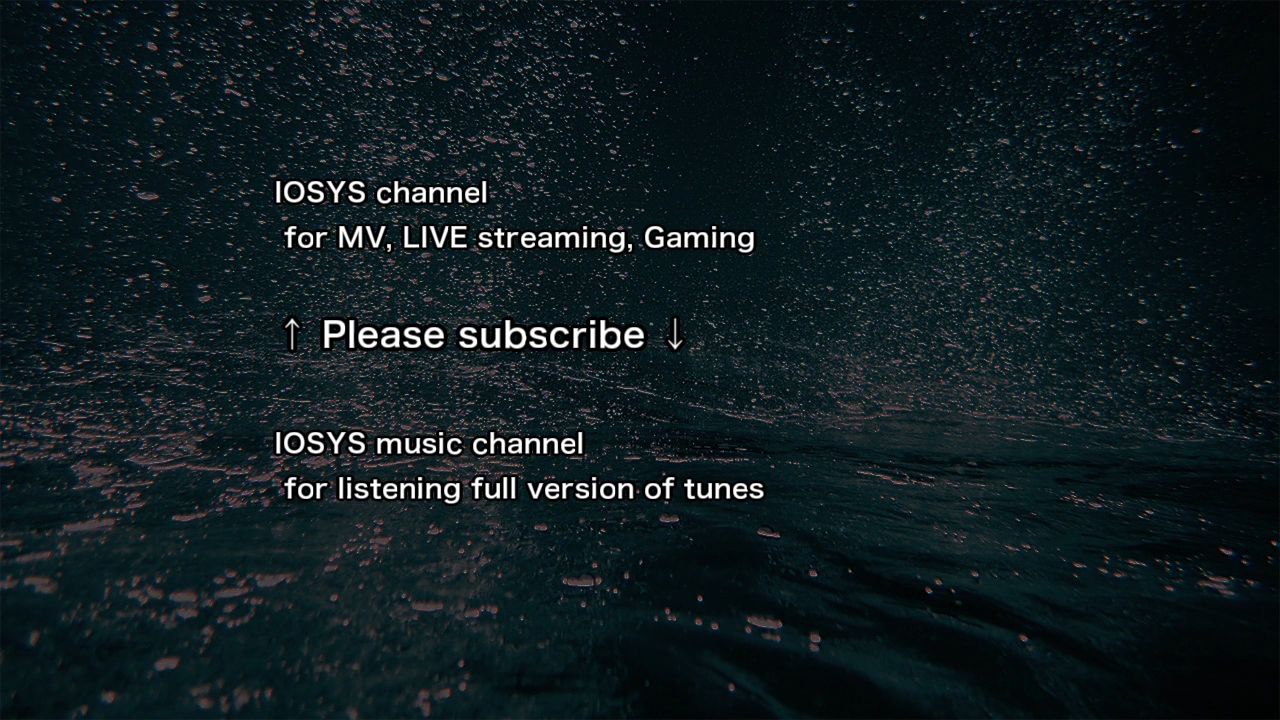 IOSYS channel
for MV, LIVE streaming, Gaming
↑ Please subscribe ↓
IOSYS music channel
for listening full version of tunes